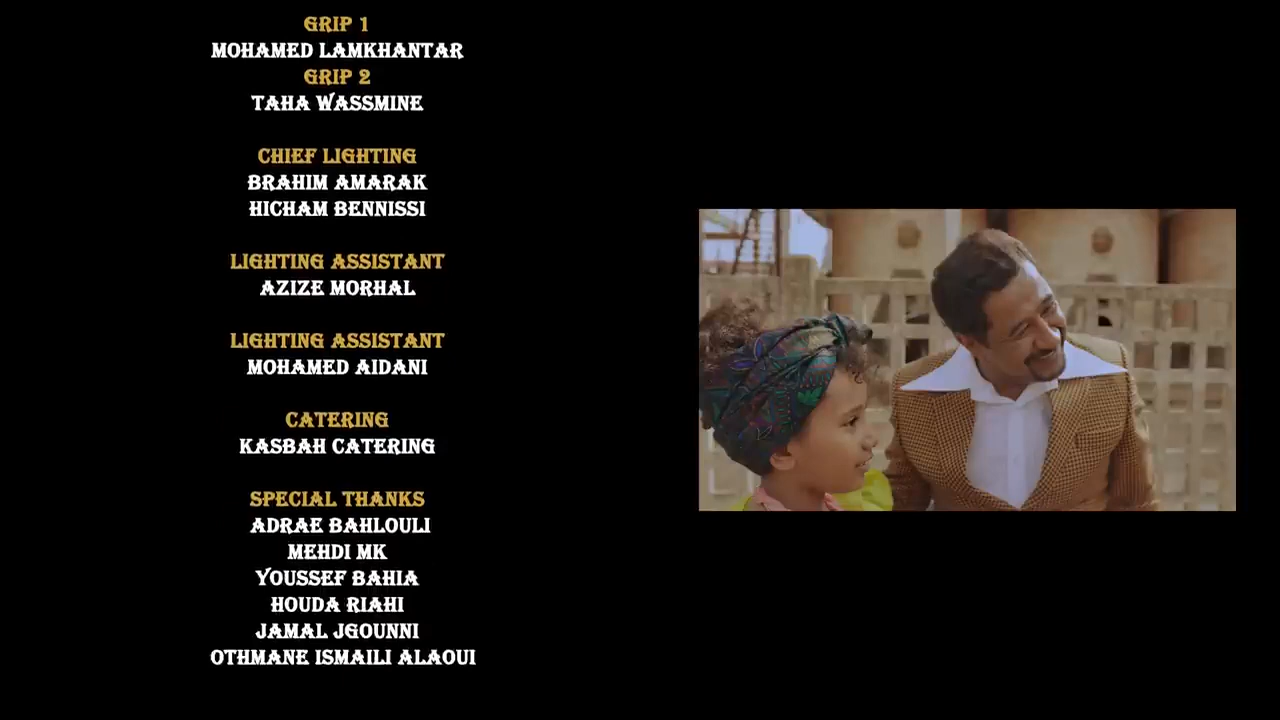 GRIP 1
MOHAMED LAMKHANTAR
GRIP 2
TAHA WASSMINE
CHIEF LIGHTING
BRAHIM AMARAK
HICHAM BENNISSI
LIGHTING ASSISTANT
AZIZE MORHAL
LIGHTING ASSISTANT
MOHAMED AIDANI
CATERING
KASBAH CATERING
SPECIAL THANKS
ADRAE BAHLOULI
MEHDI MK
YOUSSEF BAHIA
HOUDA RIAHI
JAMAL JGOUNNI
OTHMANE ISMAILI ALAOUI